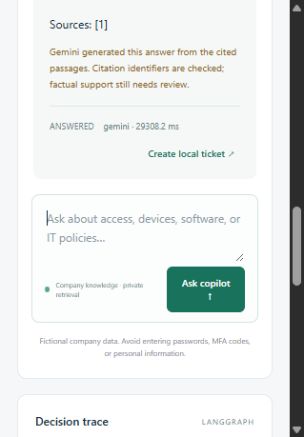 Sources: [1]
Gemini generated this answer from the cited
passages. Citation identifiers are checked;
factual support still needs review.
ANSWERED gemini · 29308.2 ms
Create local ticket ↗
Ask about access, devices, software, or
IT policies...
Company knowledge · private
retrieval
Ask copilot
↑
Fictional company data. Avoid entering passwords, MFA codes,
or personal information.
Decision trace LANGGRAPH